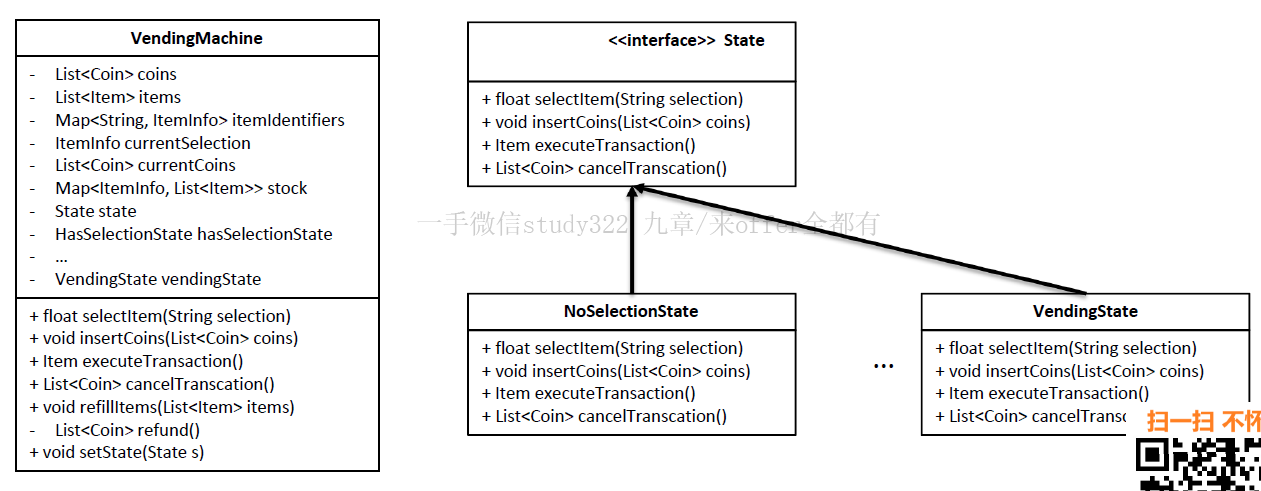 VendingMachine
- List<Coin> coins
- List<Item> items
- Map<String, ItemInfo> itemIdentifiers
- ItemInfo currentSelection
- List<Coin> currentCoins
- Map<ItemInfo, List<Item>> stock
- State state
- HasSelectionState hasSelectionState
- …
- VendingState vendingState
+ float selectItem(String selection)
+ void insertCoins(List<Coin> coins)
+ Item executeTransaction()
+ List<Coin> cancelTranscation()
+ void refillItems(List<Item> items)
- List<Coin> refund()
+ void setState(State s)
<<interface>> State
+ float selectItem(String selection)
+ void insertCoins(List<Coin> coins)
+ Item executeTransaction()
+ List<Coin> cancelTranscation()
一手微信study322 九章/来offer全都有
NoSelectionState
+ float selectItem(String selection)
+ void insertCoins(List<Coin> coins)
+ Item executeTransaction()
+ List<Coin> cancelTranscation()
…
VendingState
+ float selectItem(String selection)
+ void insertCoins(List<Coin> coins)
+ Item executeTransaction()
+ List<Coin> cancelTransc
扫一扫 不怀